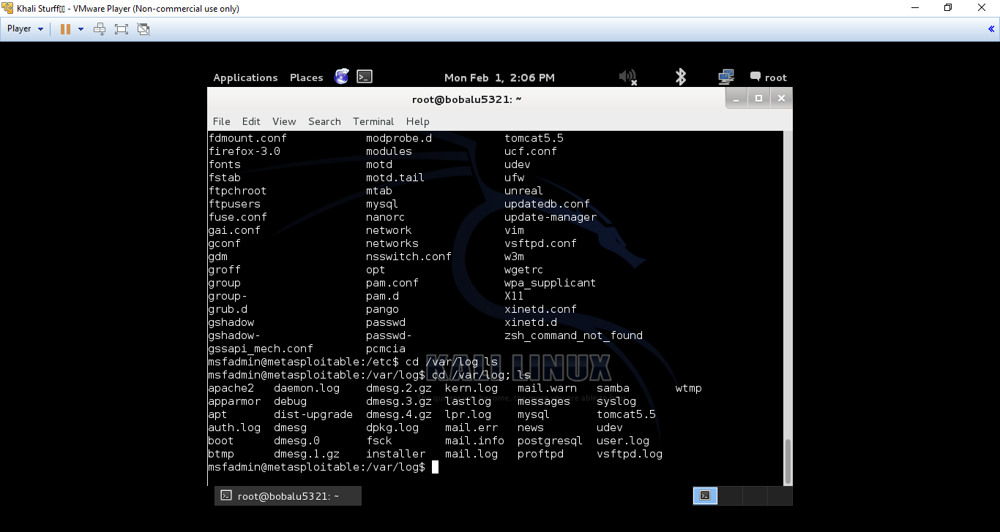 Khali Sturff - VMware Player (Non-commercial use only)
Player
Applications Places Mon Feb 1, 2:06 PM root
root@bobalu5321: ~
File Edit View Search Terminal Help
fdmount.conf modprobe.d tomcat5.5
firefox-3.0 modules ucf.conf
fonts motd udev
fstab motd.tail ufw
ftpchroot mtab unreal
ftpusers mysql updatedb.conf
fuse.conf nanorc update-manager
gai.conf network vim
gconf networks vsftpd.conf
gdm nsswitch.conf w3m
groff opt wgetrc
group pam.conf wpa_supplicant
group- pam.d X11
grub.d pango xinetd.conf
gshadow passwd xinetd.d
gshadow- passwd- zsh_command_not_found
gssapi_mech.conf pcmcia
msfadmin@metasploitable:/etc$ cd /var/log ls
KALI LINUX
msfadmin@metasploitable:/var/log$ cd /var/log; ls
apache2 daemon.log dmesg.2.gz kern.log mail.warn samba wtmp
apparmor debug dmesg.3.gz lastlog messages syslog
apt dist-upgrade dmesg.4.gz lpr.log mysql tomcat5.5
auth.log dmesg dpkg.log mail.err news udev
boot dmesg.0 fsck mail.info postgresql user.log
btmp dmesg.1.gz installer mail.log proftpd vsftpd.log
msfadmin@metasploitable:/var/log$
root@bobalu5321: ~